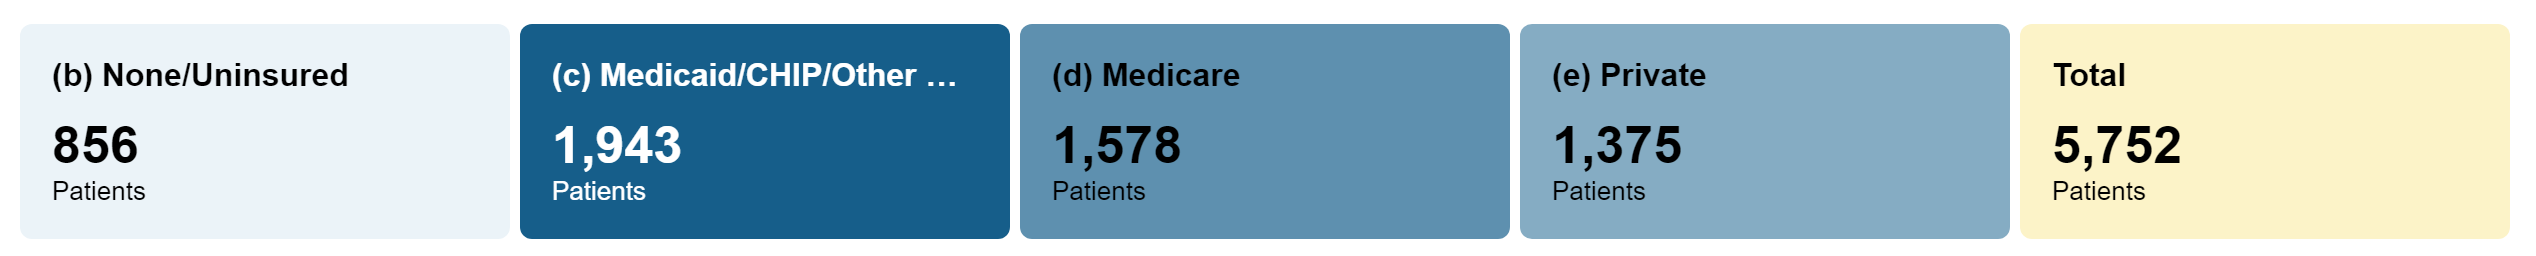 (b) None/Uninsured
856
Patients
(c) Medicaid/CHIP/Other …
1,943
Patients
(d) Medicare
1,578
Patients
(e) Private
1,375
Patients
Total
5,752
Patients